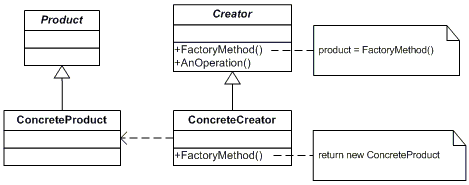 Product
Creator
+FactoryMethod()
+AnOperation()
product = FactoryMethod()
ConcreteProduct
ConcreteCreator
+FactoryMethod()
return new ConcreteProduct